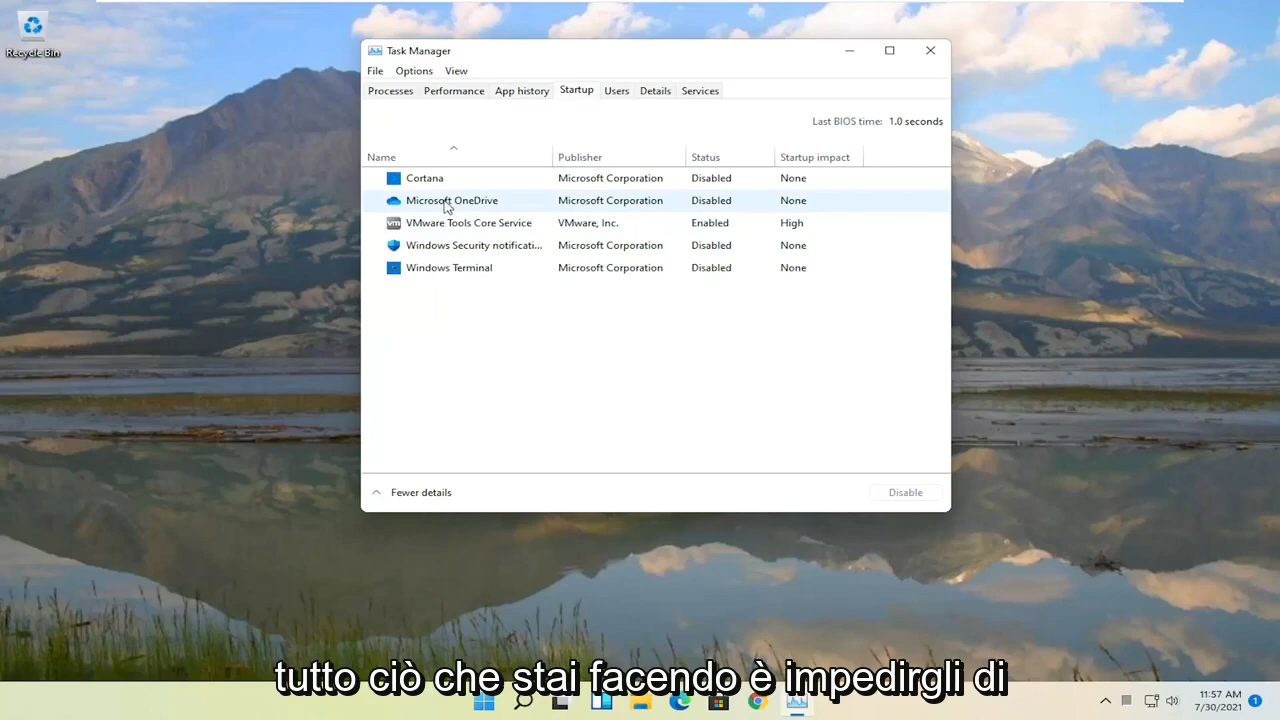 Recycle Bin
Task Manager
File Options View
Processes Performance App history Startup Users Details Services
Last BIOS time: 1.0 seconds
Name Publisher Status Startup impact
Cortana Microsoft Corporation Disabled None
Microsoft OneDrive Microsoft Corporation Disabled None
vm VMware Tools Core Service VMware, Inc. Enabled High
Windows Security notificati... Microsoft Corporation Disabled None
Windows Terminal Microsoft Corporation Disabled None
Fewer details Disable
tutto ciò che stai facendo è impedirgli di
11:57 AM
7/30/2021
1